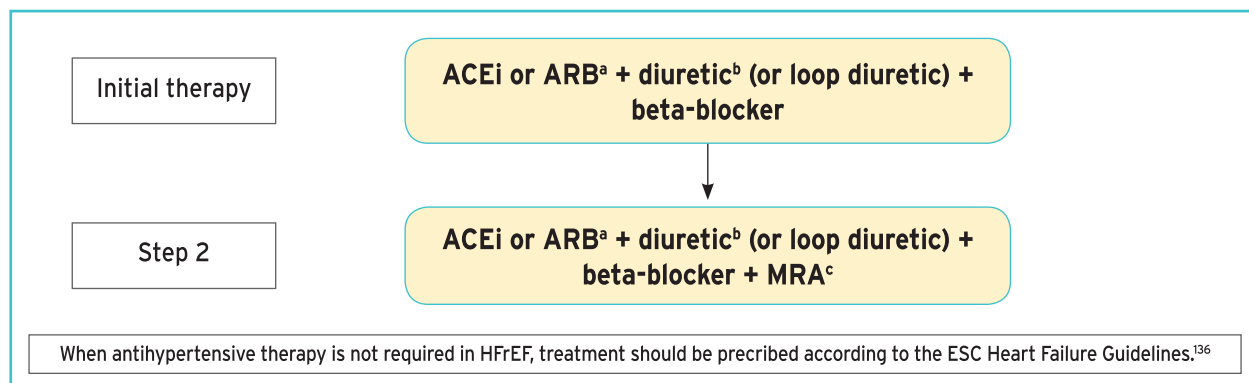 Initial therapy
ACEi or ARBᵃ + diureticᵇ (or loop diuretic) +
beta-blocker
Step 2
ACEi or ARBᵃ + diureticᵇ (or loop diuretic) +
beta-blocker + MRAᶜ
When antihypertensive therapy is not required in HFrEF, treatment should be precribed according to the ESC Heart Failure Guidelines.¹³⁶